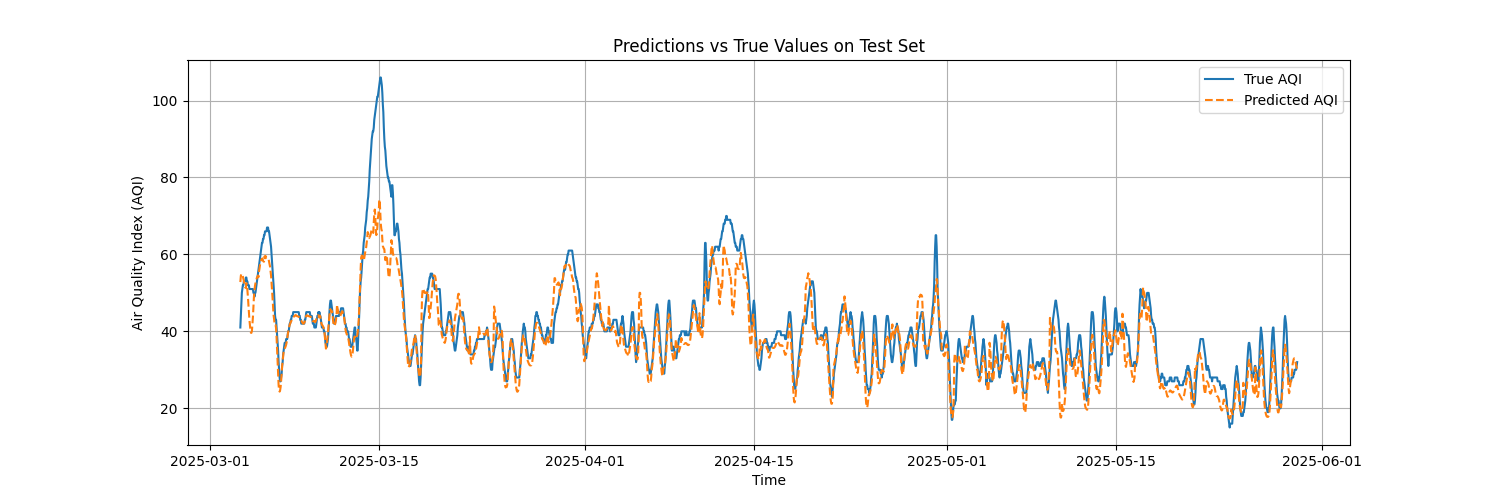 Predictions vs True Values on Test Set
True AQI
Predicted AQI
Air Quality Index (AQI)
100
80
60
40
20
2025-03-01
2025-03-15
2025-04-01
2025-04-15
2025-05-01
2025-05-15
2025-06-01
Time